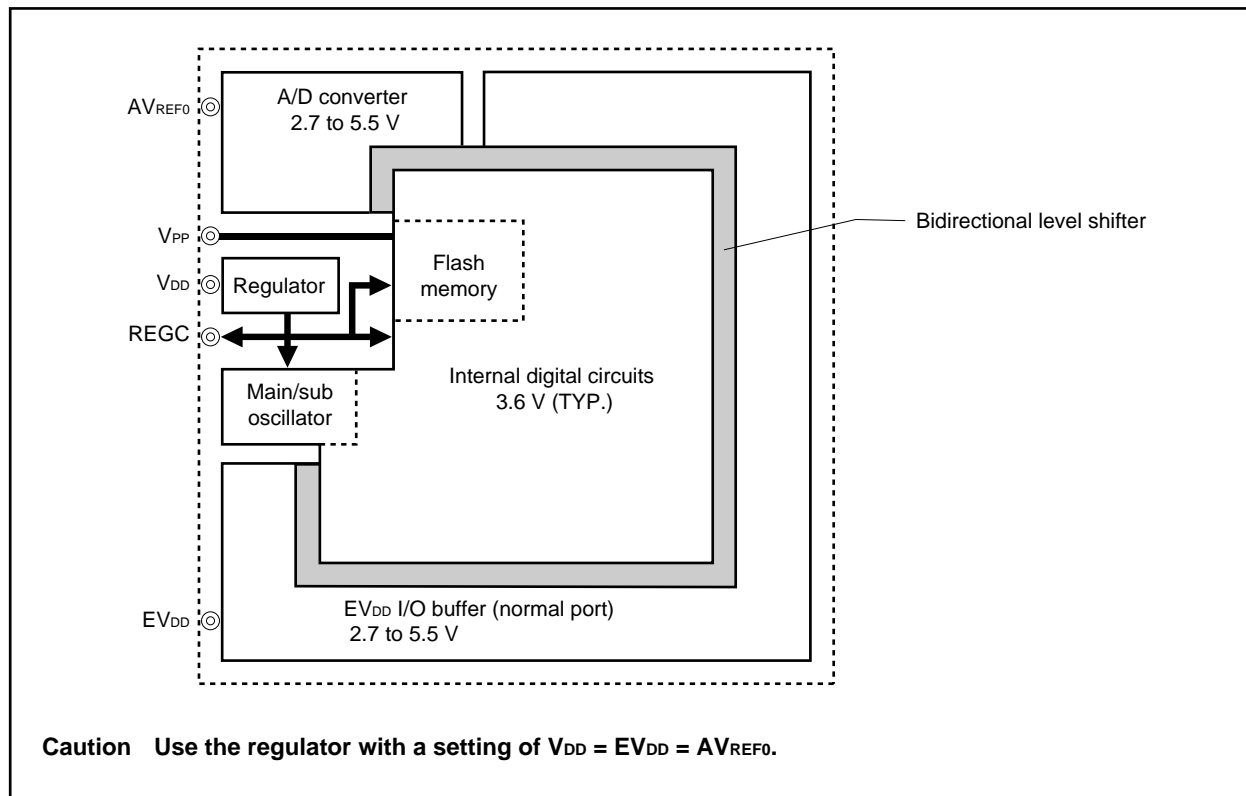 AVREF0
A/D converter
2.7 to 5.5 V
Bidirectional level shifter
VPP
Flash
memory
VDD
Regulator
REGC
Internal digital circuits
3.6 V (TYP.)
Main/sub
oscillator
EVDD
EVDD I/O buffer (normal port)
2.7 to 5.5 V
Caution Use the regulator with a setting of VDD = EVDD = AVREF0.